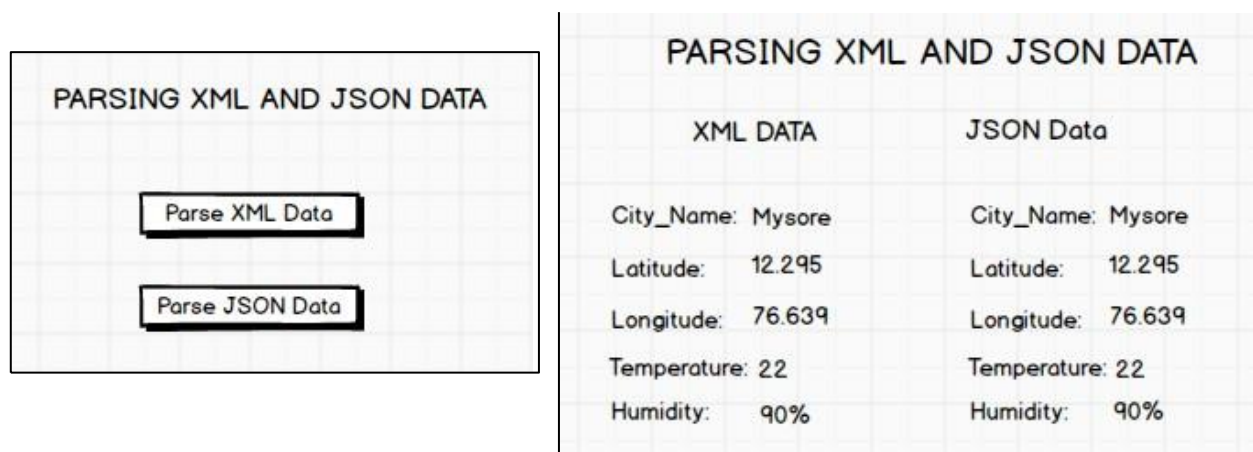 PARSING XML AND JSON DATA
Parse XML Data
Parse JSON Data
PARSING XML AND JSON DATA
XML DATA
JSON Data
City_Name: Mysore
Latitude: 12.295
Longitude: 76.639
Temperature: 22
Humidity: 90%
City_Name: Mysore
Latitude: 12.295
Longitude: 76.639
Temperature: 22
Humidity: 90%